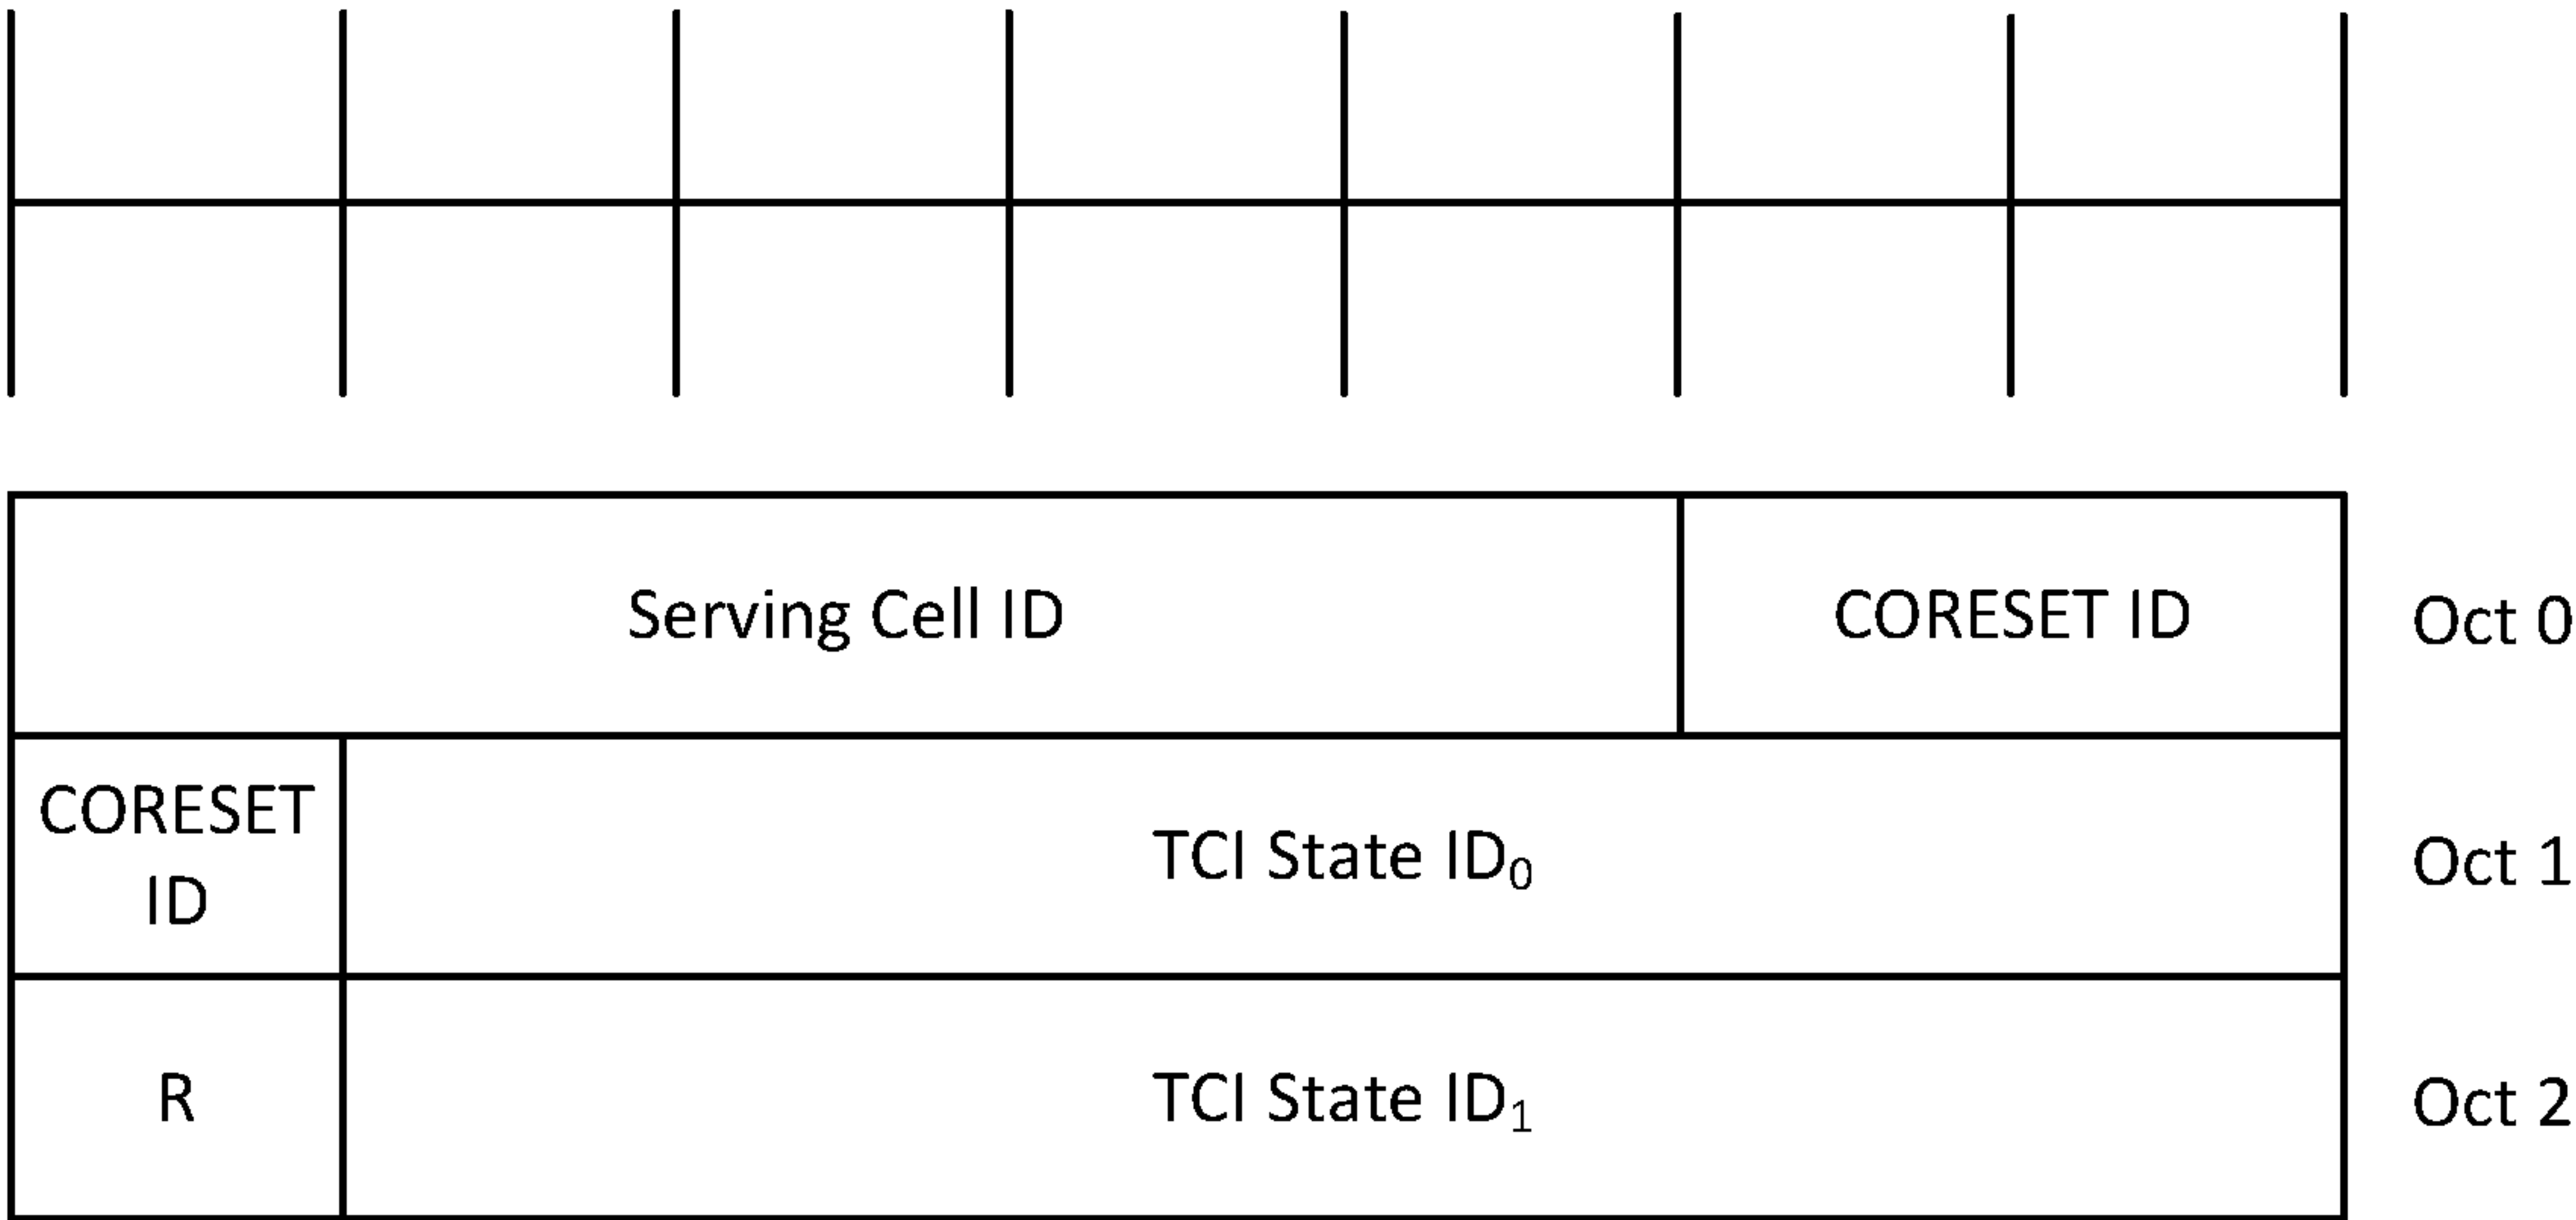 Serving Cell ID CORESET ID Oct 0
CORESET
ID
TCI State ID₀ Oct 1
R TCI State ID₁ Oct 2